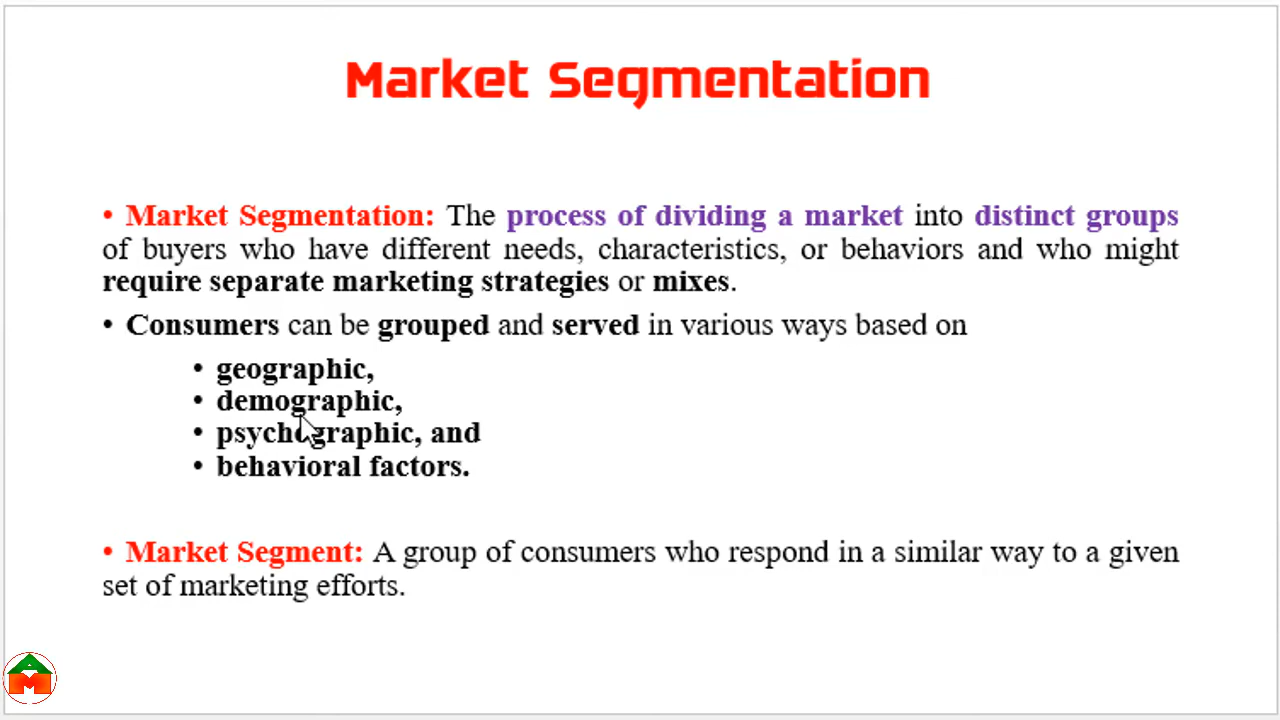 Market Segmentation
• Market Segmentation: The process of dividing a market into distinct groups
of buyers who have different needs, characteristics, or behaviors and who might
require separate marketing strategies or mixes.
• Consumers can be grouped and served in various ways based on
• geographic,
• demographic,
• psychographic, and
• behavioral factors.
• Market Segment: A group of consumers who respond in a similar way to a given
set of marketing efforts.
A
M